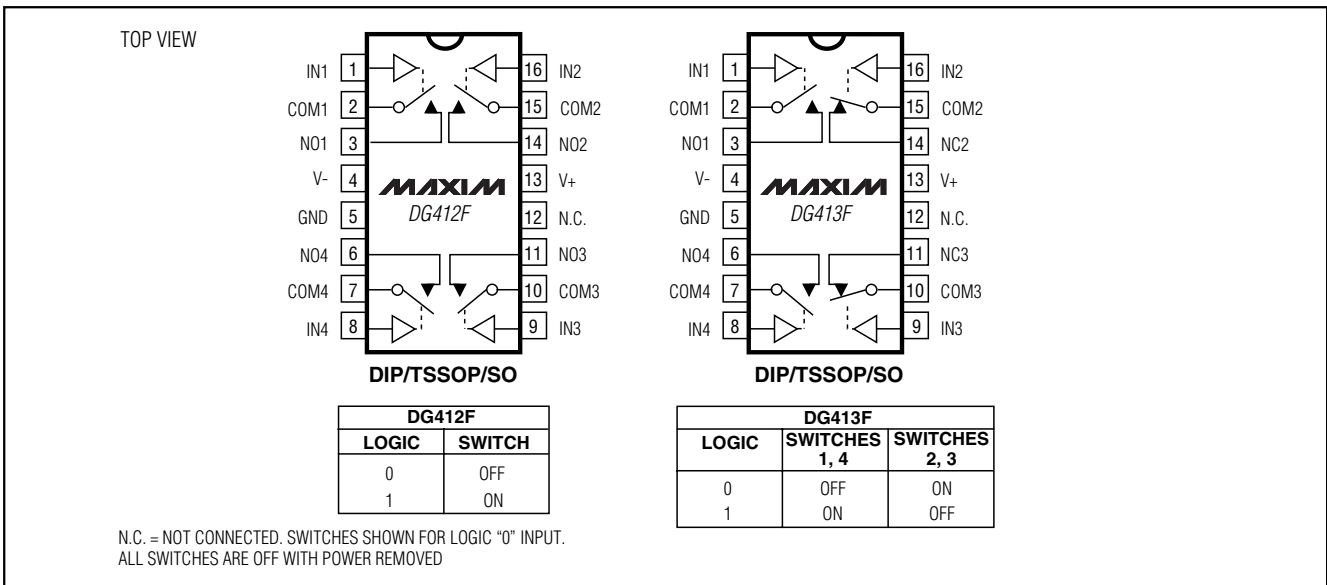 TOP VIEW
IN1 1 16 IN2
COM1 2 15 COM2
NO1 3 14 NO2
V- 4 MAXIM 13 V+
GND 5 DG412F 12 N.C.
NO4 6 11 NO3
COM4 7 10 COM3
IN4 8 9 IN3
DIP/TSSOP/SO
DG412F
LOGIC SWITCH
0 OFF
1 ON
IN1 1 16 IN2
COM1 2 15 COM2
NO1 3 14 NC2
V- 4 MAXIM 13 V+
GND 5 DG413F 12 N.C.
NO4 6 11 NC3
COM4 7 10 COM3
IN4 8 9 IN3
DIP/TSSOP/SO
DG413F
LOGIC SWITCHES 1, 4 SWITCHES 2, 3
0 OFF ON
1 ON OFF
N.C. = NOT CONNECTED. SWITCHES SHOWN FOR LOGIC “0” INPUT.
ALL SWITCHES ARE OFF WITH POWER REMOVED